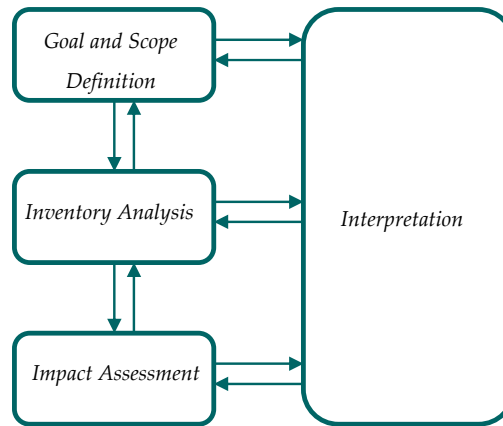 Goal and Scope
Definition
Inventory Analysis
Interpretation
Impact Assessment